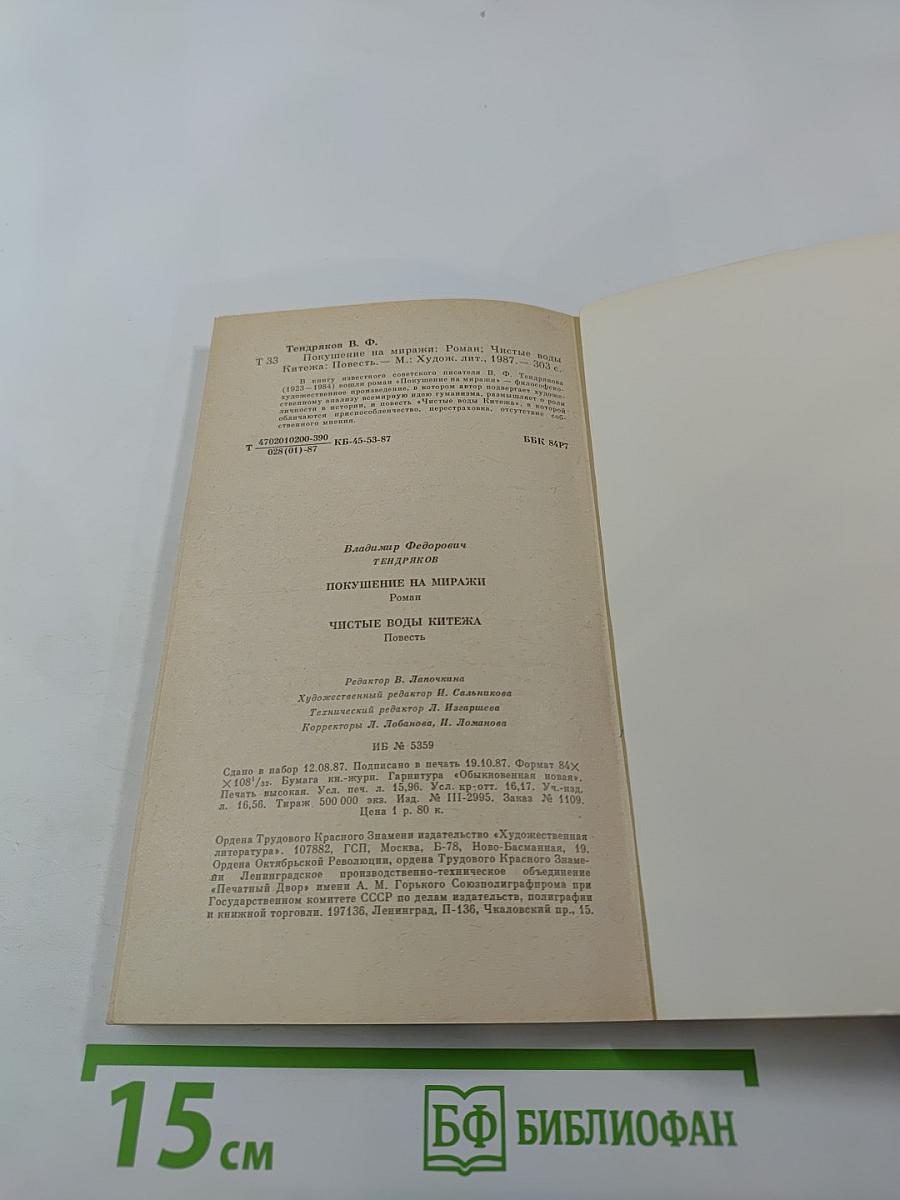 Тендряков В. Ф.
Т 33 Покушение на миражи: Роман; Чистые воды
Китежа: Повесть.— М.: Худож. лит., 1987.— 303 с.
В книгу известного советского писателя В. Ф. Тендрякова
(1923—1984) вошли роман «Покушение на миражи» — философско-
художественное произведение, в котором автор подвергает художе-
ственному анализу всемирную идею гуманизма, размышляет о роли
личности в истории, и повесть «Чистые воды Китежа», в которой
обличаются приспособленчество, перестраховка, отсутствие соб-
ственного мнения.
Т 4702010200-390 КБ-45-53-87 ББК 84Р7
028(01)-87
Владимир Федорович
ТЕНДРЯКОВ
ПОКУШЕНИЕ НА МИРАЖИ
Роман
ЧИСТЫЕ ВОДЫ КИТЕЖА
Повесть
Редактор В. Лапочкина
Художественный редактор И. Сальникова
Технический редактор Л. Изгаршева
Корректоры Л. Лобанова, И. Ломанова
ИБ № 5359
Сдано в набор 12.08.87. Подписано в печать 19.10.87. Формат 84×
×108¹/₃₂. Бумага кн.-журн. Гарнитура «Обыкновенная новая».
Печать высокая. Усл. печ. л. 15,96. Усл. кр-отт. 16,17. Уч.-изд.
л. 16,56. Тираж 500 000 экз. Изд. № III-2995. Заказ № 1109.
Цена 1 р. 80 к.
Ордена Трудового Красного Знамени издательство «Художественная
литература». 107882, ГСП, Москва, Б-78, Ново-Басманная, 19.
Ордена Октябрьской Революции, ордена Трудового Красного Знаме-
ни Ленинградское производственно-техническое объединение
«Печатный Двор» имени А. М. Горького Союзполиграфпрома при
Государственном комитете СССР по делам издательств, полиграфии
и книжной торговли. 197136, Ленинград, П-136, Чкаловский пр., 15.
15 см
БФ БИБЛИОФАН